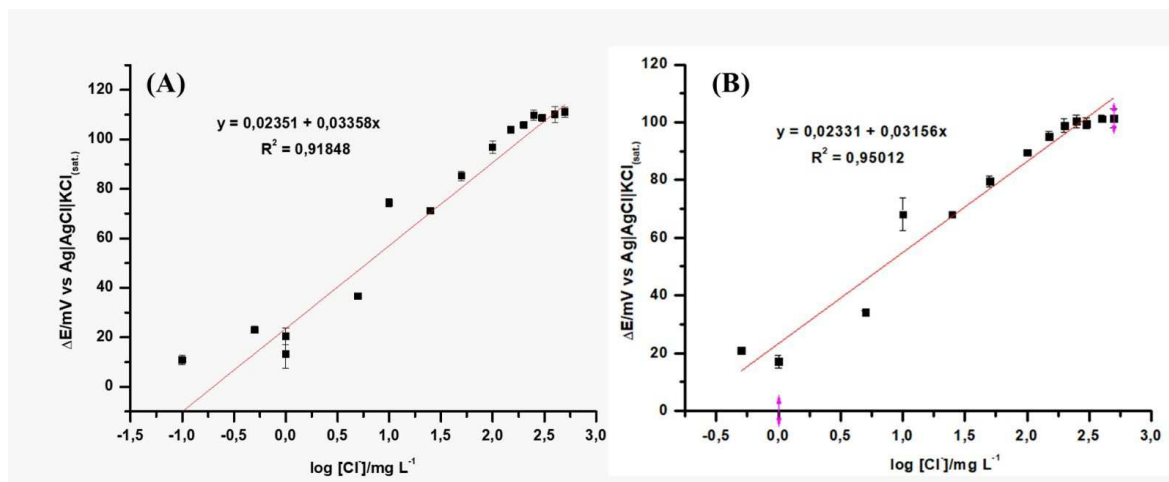 (A)
y = 0,02351 + 0,03358x
R² = 0,91848
ΔE/mV vs Ag|AgCl|KCl(sat.)
120
100
80
60
40
20
0
-1,5 -1,0 -0,5 0,0 0,5 1,0 1,5 2,0 2,5 3,0
log [Cl⁻]/mg L⁻¹
(B)
y = 0,02331 + 0,03156x
R² = 0,95012
ΔE/mV vs Ag|AgCl|KCl(sat.)
120
100
80
60
40
20
0
-0,5 0,0 0,5 1,0 1,5 2,0 2,5 3,0
log [Cl⁻]/mg L⁻¹